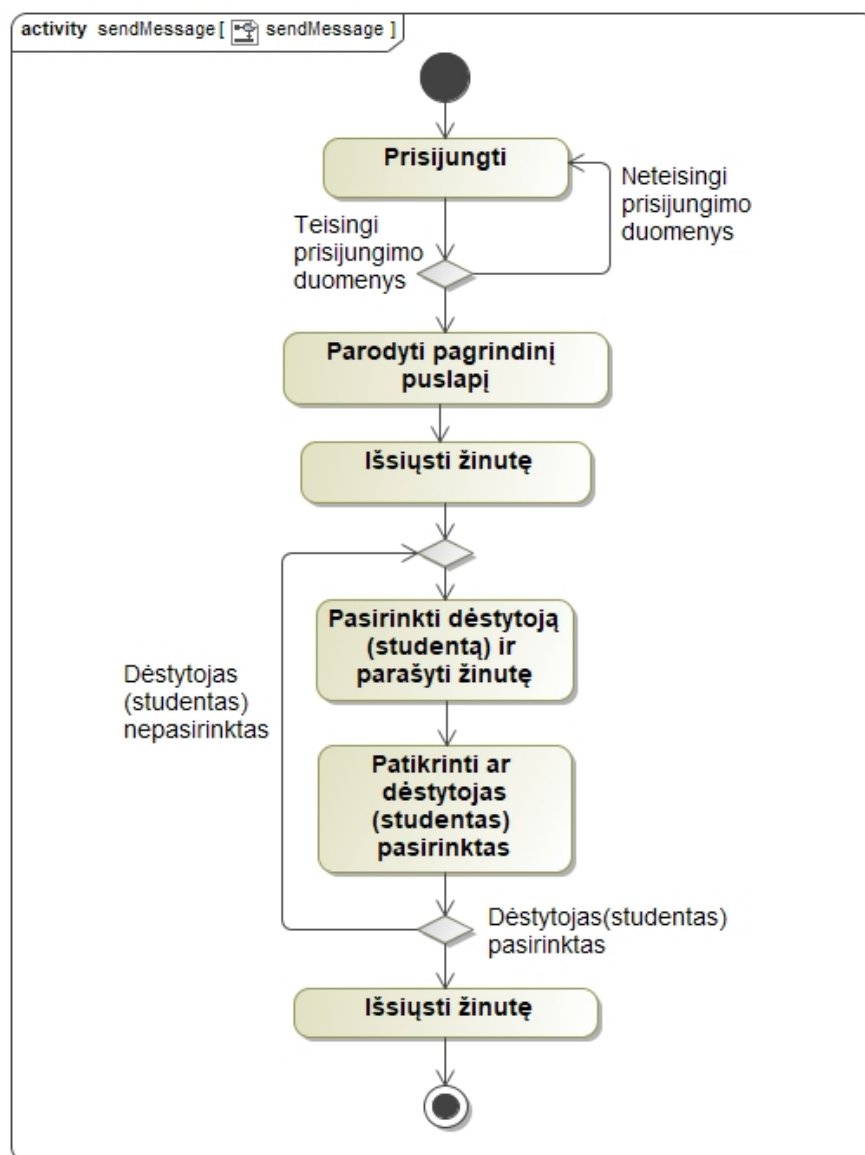 activity sendMessage [ sendMessage ]
Prisijungti
Neteisingi
prisijungimo
duomenys
Teisingi
prisijungimo
duomenys
Parodyti pagrindinį
puslapį
Išsiųsti žinutę
Pasirinkti dėstytoją
(studentą) ir
parašyti žinutę
Dėstytojas
(studentas)
nepasirinktas
Patikrinti ar
dėstytojas
(studentas)
pasirinktas
Dėstytojas(studentas)
pasirinktas
Išsiųsti žinutę